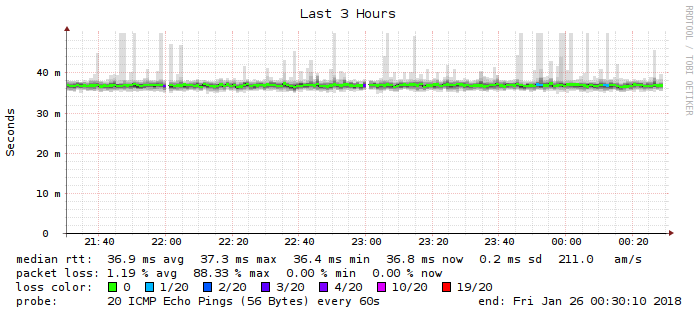 Last 3 Hours
RRDTOOL / TOBI OETIKER
Seconds
40 m
30 m
20 m
10 m
0
21:40 22:00 22:20 22:40 23:00 23:20 23:40 00:00 00:20
median rtt: 36.9 ms avg 37.3 ms max 36.4 ms min 36.8 ms now 0.2 ms sd 211.0 am/s
packet loss: 1.19 % avg 88.33 % max 0.00 % min 0.00 % now
loss color: 0 1/20 2/20 3/20 4/20 10/20 19/20
probe: 20 ICMP Echo Pings (56 Bytes) every 60s end: Fri Jan 26 00:30:10 2018